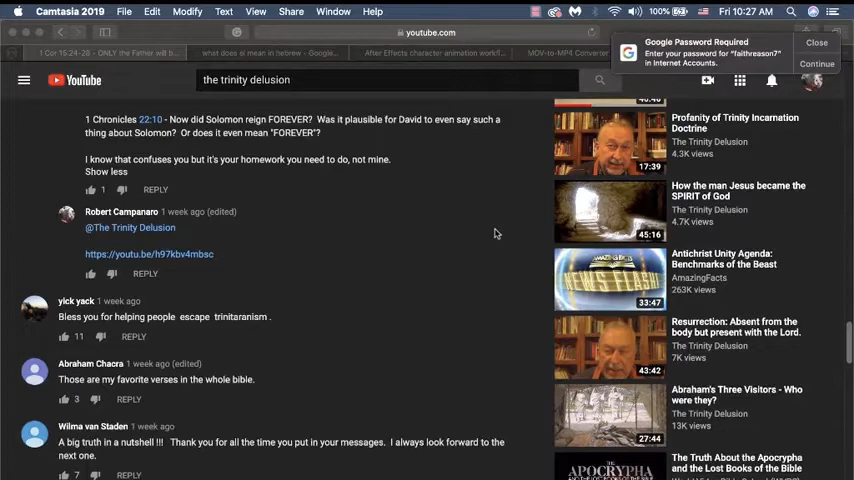 Camtasia 2019 File Edit Modify Text View Share Window Help 100% Fri 10:27 AM
youtube.com
1 Cor 15:24-28 - ONLY the Father will b...
what does el mean in hebrew - Google...
After Effects character animation workfl...
MOV-to-MP4 Converter
Google Password Required
Enter your password for "faithreason7"
in Internet Accounts.
Close
Continue
YouTube
the trinity delusion
1 Chronicles 22:10 - Now did Solomon reign FOREVER? Was it plausible for David to even say such a
thing about Solomon? Or does it even mean "FOREVER"?
I know that confuses you but it's your homework you need to do, not mine.
Show less
1 REPLY
Robert Campanaro 1 week ago (edited)
@The Trinity Delusion
https://youtu.be/h97kbv4mbsc
REPLY
yick yack 1 week ago
Bless you for helping people escape trinitaranism .
11 REPLY
Abraham Chacra 1 week ago (edited)
Those are my favorite verses in the whole bible.
3 REPLY
Wilma van Staden 1 week ago
A big truth in a nutshell !!! Thank you for all the time you put in your messages. I always look forward to the
next one.
7 REPLY
Profanity of Trinity Incarnation
Doctrine
The Trinity Delusion
4.3K views
17:39
How the man Jesus became the
SPIRIT of God
The Trinity Delusion
4.7K views
45:16
Antichrist Unity Agenda:
Benchmarks of the Beast
AmazingFacts
263K views
NEWS FLASH!
33:47
Resurrection: Absent from the
body but present with the Lord.
The Trinity Delusion
7K views
43:42
Abraham's Three Visitors - Who
were they?
The Trinity Delusion
13K views
27:44
The Truth About the Apocrypha
and the Lost Books of the Bible
THE
APOCRYPHA